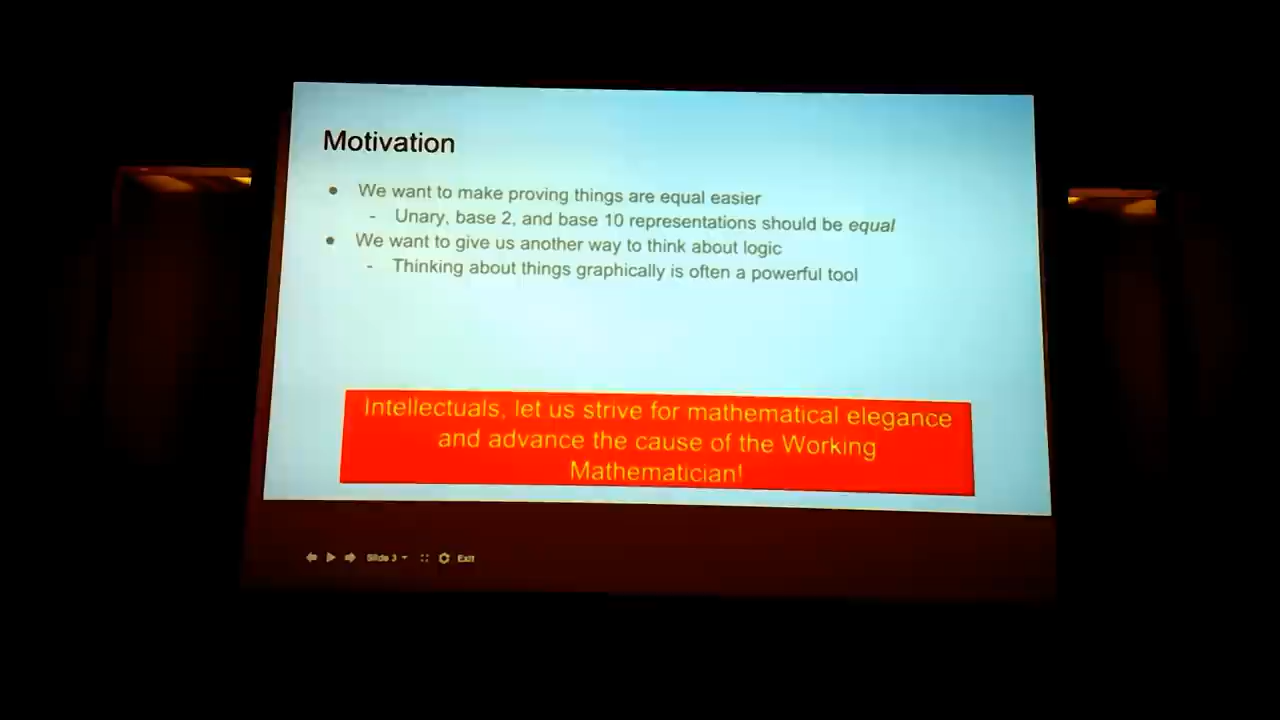 Motivation
● We want to make proving things are equal easier
- Unary, base 2, and base 10 representations should be equal
● We want to give us another way to think about logic
- Thinking about things graphically is often a powerful tool
Intellectuals, let us strive for mathematical elegance
and advance the cause of the Working
Mathematician!
Slide 3 Exit